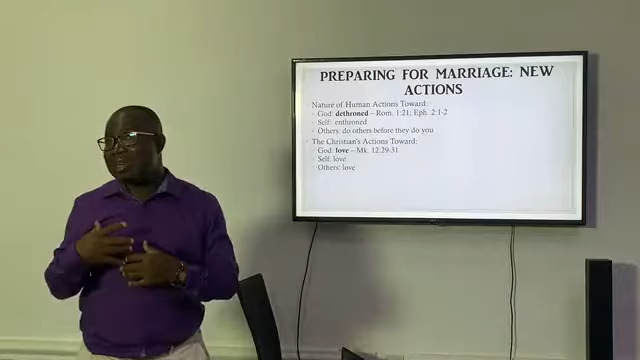 PREPARING FOR MARRIAGE: NEW
ACTIONS
Nature of Human Actions Toward:
God: dethroned – Rom. 1:21, Eph. 2:1-2
Self: enthroned
Others: do others before they do you
The Christian's Actions Toward:
God: love – Mk. 12:29-31
Self: love
Others: love